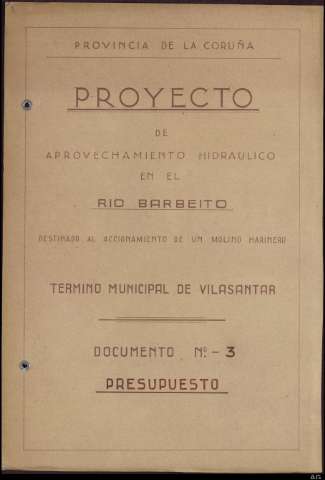 PROVINCIA DE LA CORUÑA
PROYECTO
DE
APROVECHAMIENTO HIDRAULICO
EN EL
RIO BARBEITO
DESTINADO AL ACCIONAMIENTO DE UN MOLINO HARINERO
TERMINO MUNICIPAL DE VILASANTAR
DOCUMENTO Nº - 3
PRESUPUESTO